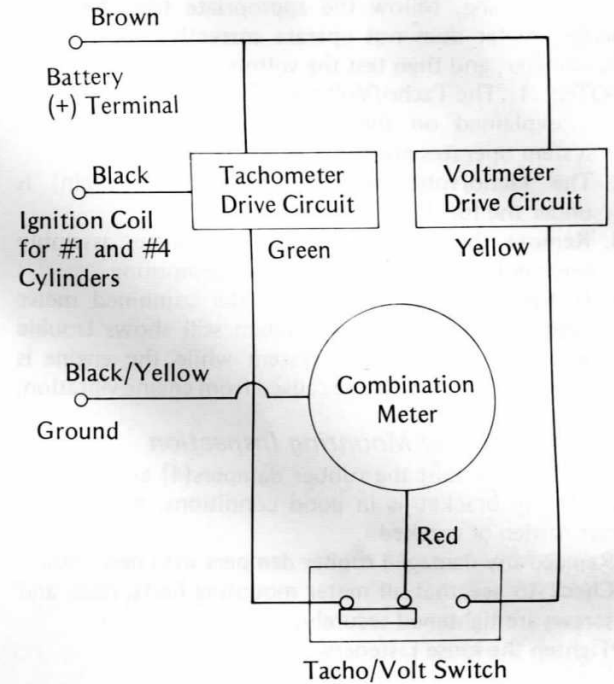 Brown
Battery
(+) Terminal
Black
Ignition Coil
for #1 and #4
Cylinders
Tachometer
Drive Circuit
Voltmeter
Drive Circuit
Green
Yellow
Black/Yellow
Ground
Combination
Meter
Red
Tacho/Volt Switch